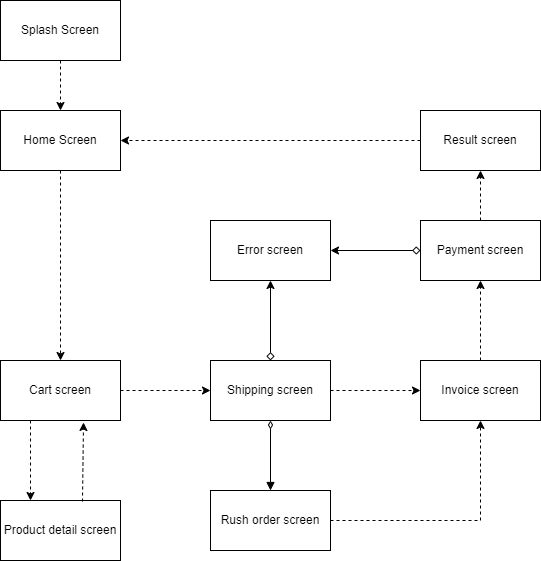 Splash Screen
Home Screen
Result screen
Error screen
Payment screen
Cart screen
Shipping screen
Invoice screen
Product detail screen
Rush order screen